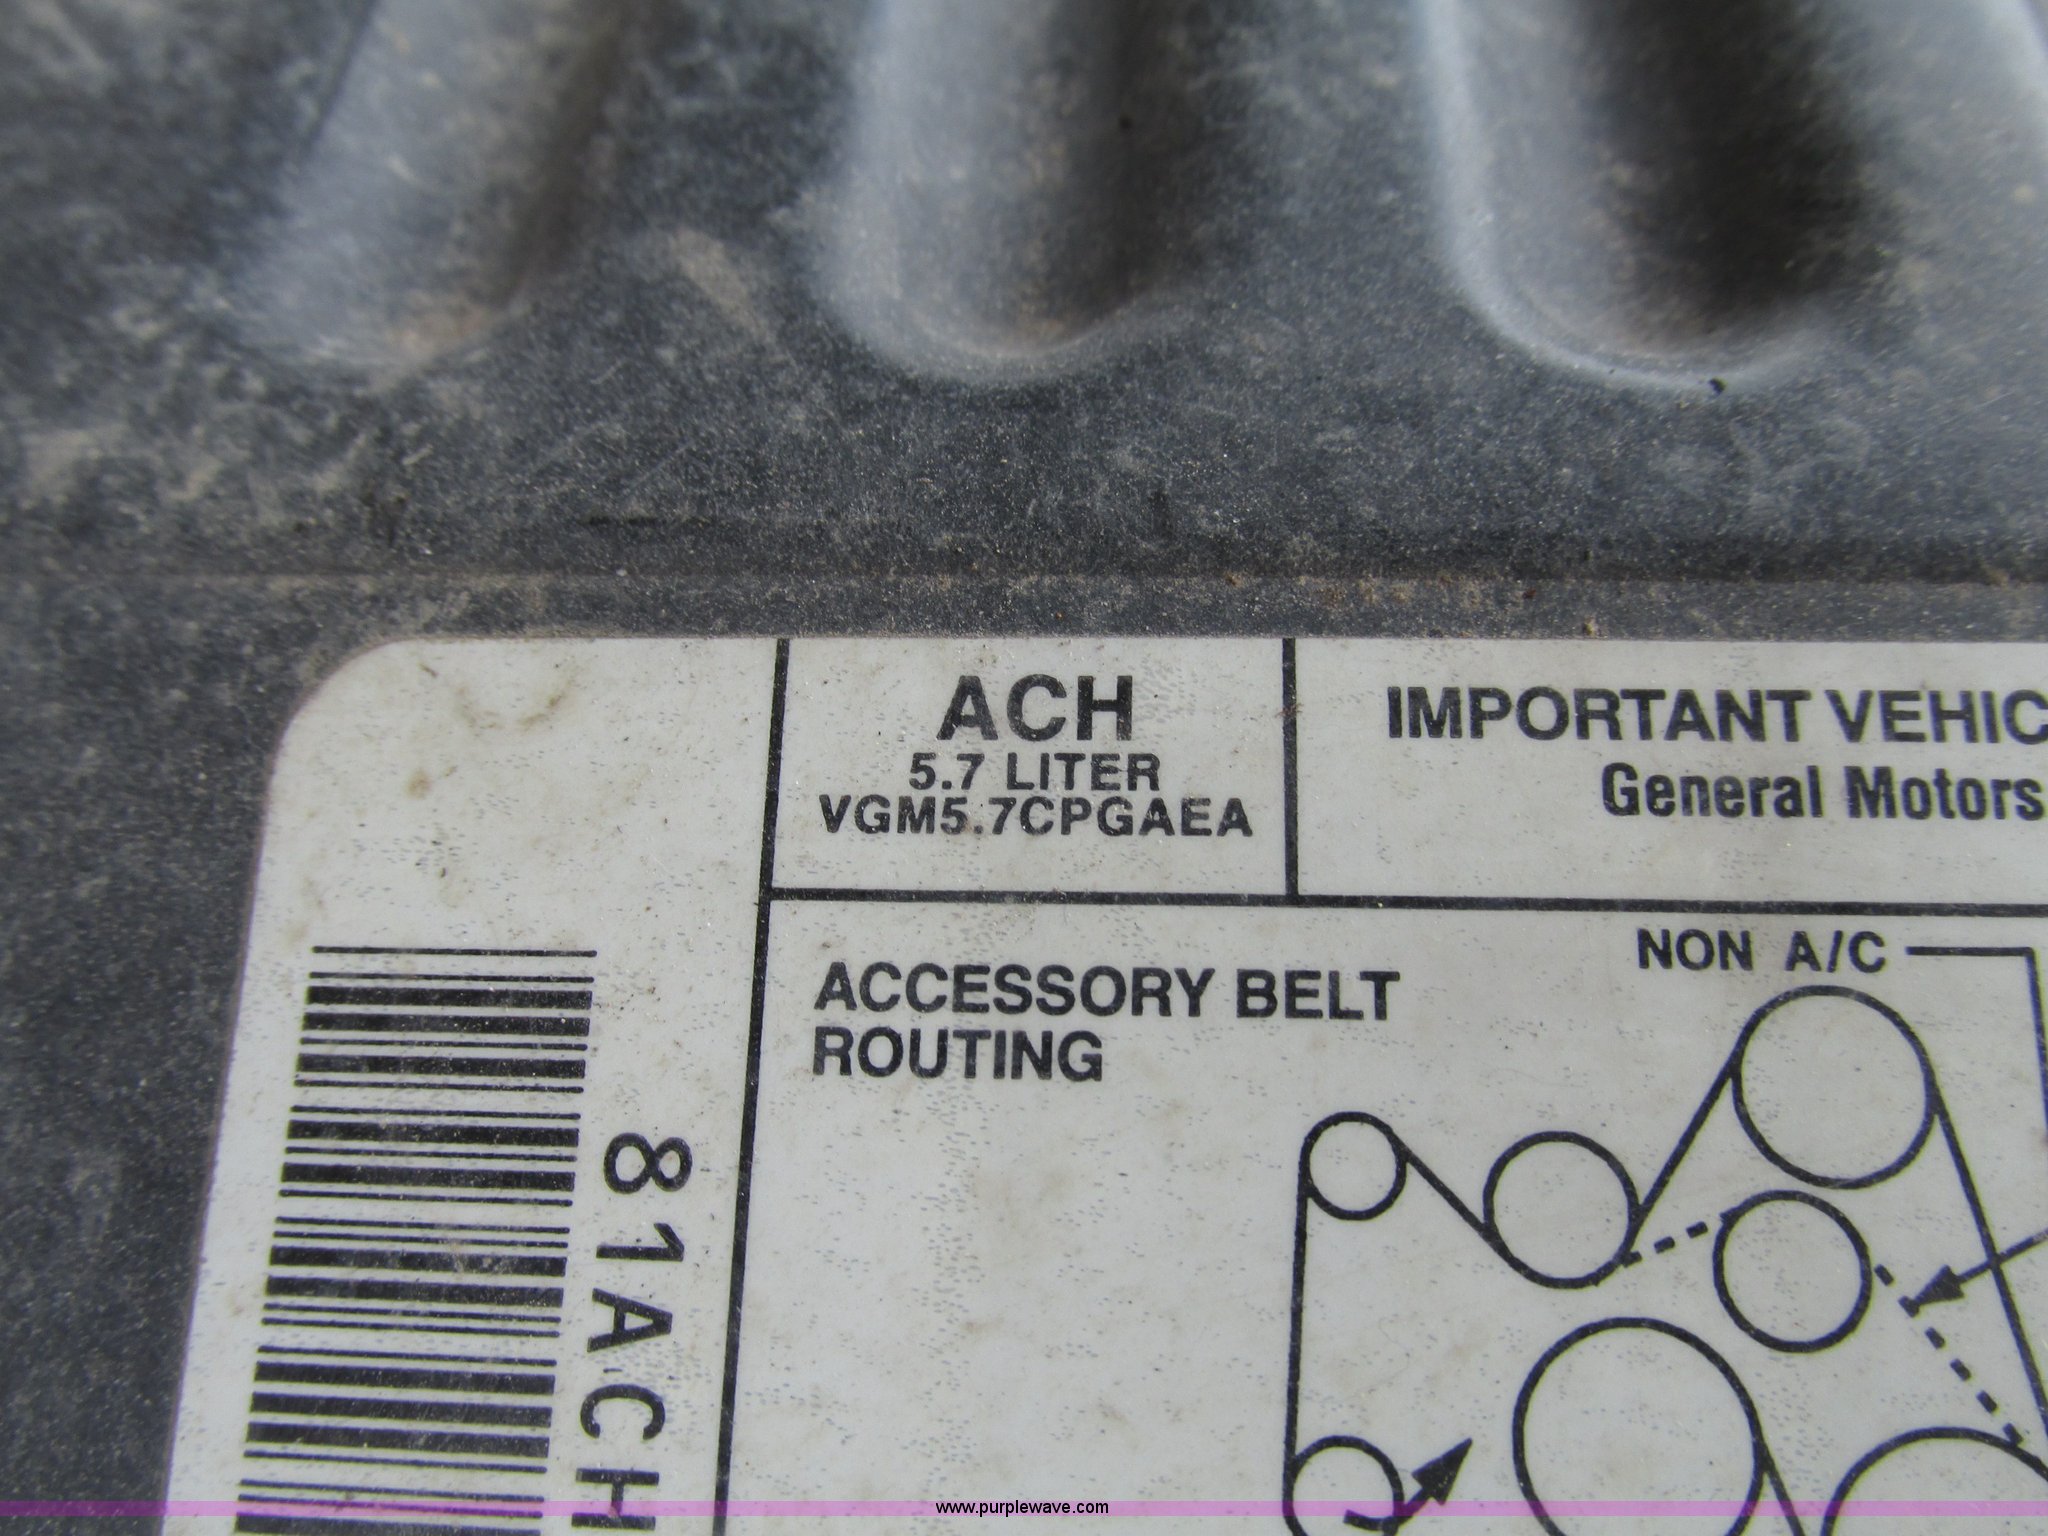 ACH
5.7 LITER
VGM5.7CPGAEA
IMPORTANT VEHIC
General Motors
ACCESSORY BELT
ROUTING
NON A/C
81ACH
www.purplewave.com